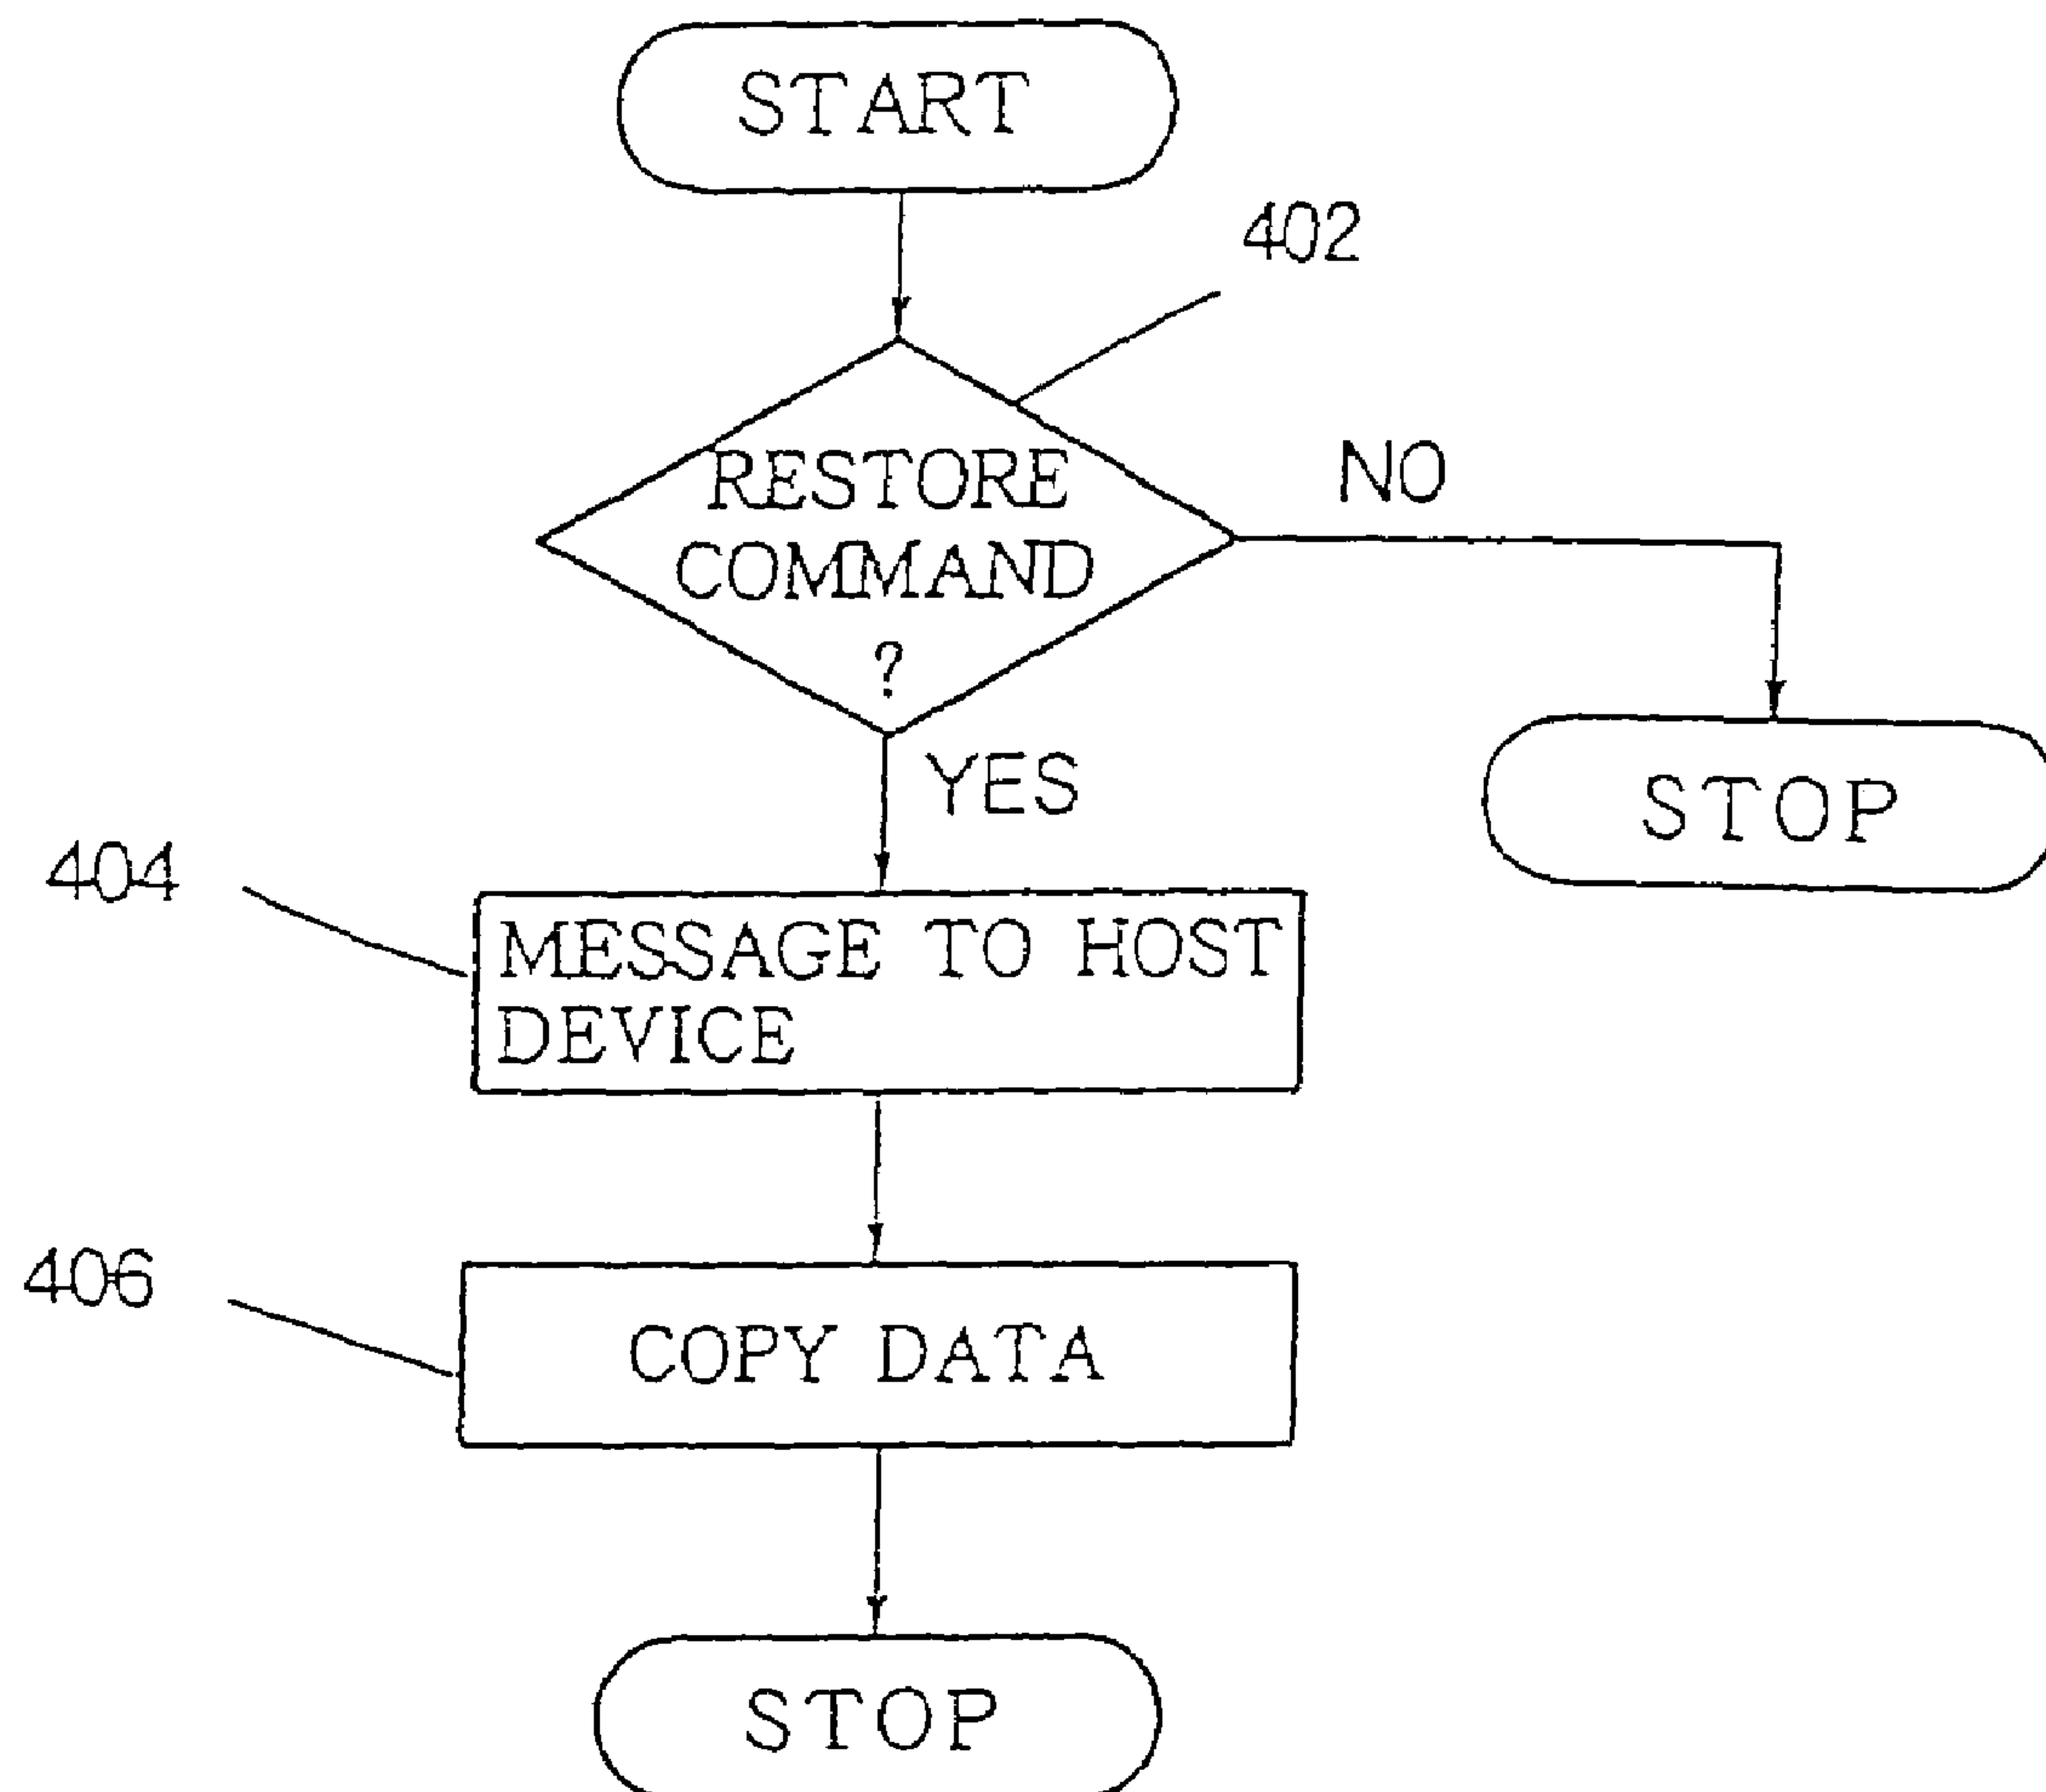 START
402
RESTORE
COMMAND
?
NO
YES
STOP
404
MESSAGE TO HOST
DEVICE
406
COPY DATA
STOP